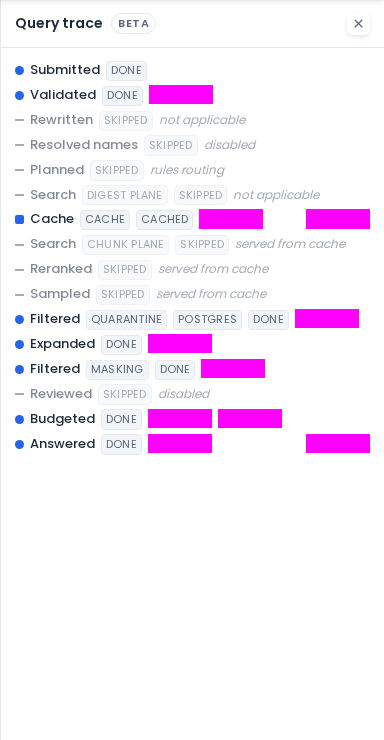 Query trace BETA
Submitted DONE
Validated DONE
Rewritten SKIPPED not applicable
Resolved names SKIPPED disabled
Planned SKIPPED rules routing
Search DIGEST PLANE SKIPPED not applicable
Cache CACHE CACHED
Search CHUNK PLANE SKIPPED served from cache
Reranked SKIPPED served from cache
Sampled SKIPPED served from cache
Filtered QUARANTINE POSTGRES DONE
Expanded DONE
Filtered MASKING DONE
Reviewed SKIPPED disabled
Budgeted DONE
Answered DONE